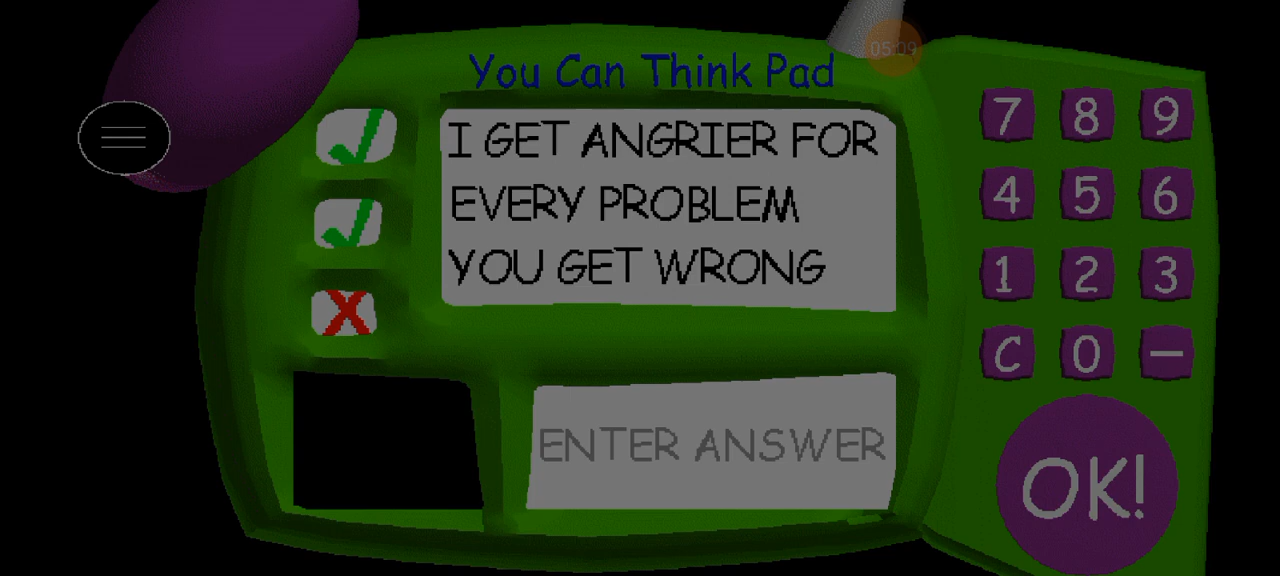 05:09
You Can Think Pad
I GET ANGRIER FOR
EVERY PROBLEM
YOU GET WRONG
ENTER ANSWER
7 8 9
4 5 6
1 2 3
C 0 −
OK!